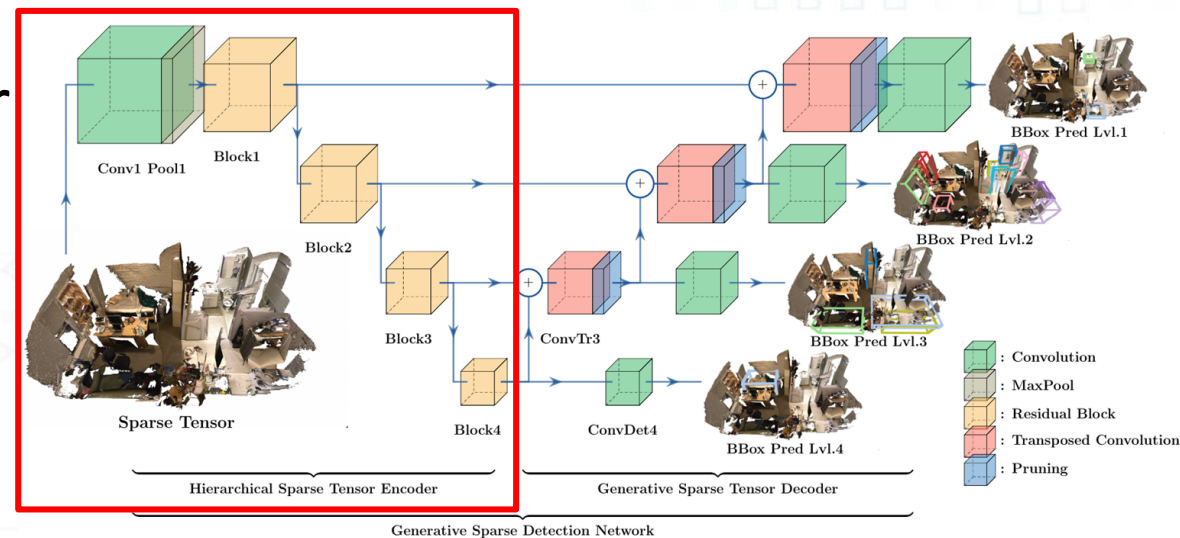 r
Conv1 Pool1
Block1
BBox Pred Lvl.1
Block2
BBox Pred Lvl.2
Block3
ConvTr3
BBox Pred Lvl.3
: Convolution
: MaxPool
: Residual Block
: Transposed Convolution
: Pruning
Sparse Tensor
Block4
ConvDet4
BBox Pred Lvl.4
Hierarchical Sparse Tensor Encoder
Generative Sparse Tensor Decoder
Generative Sparse Detection Network